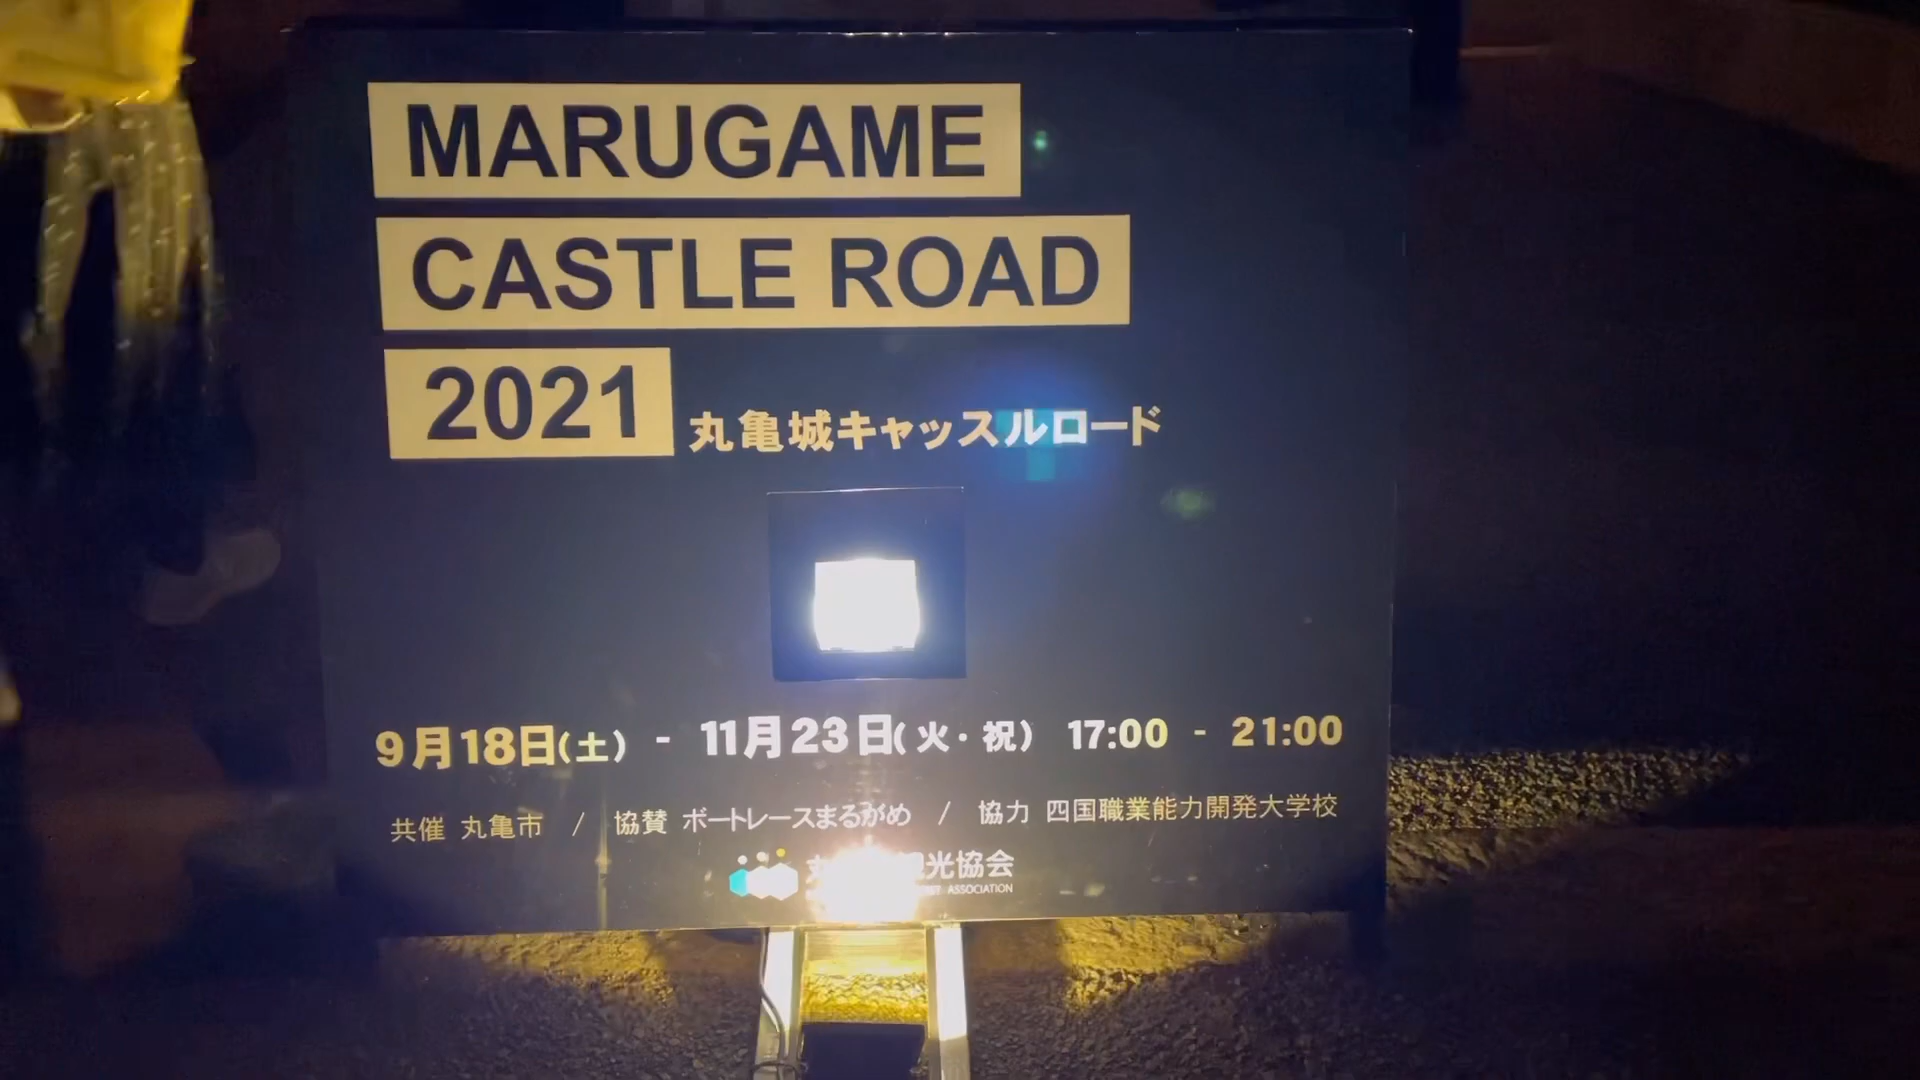 MARUGAME
CASTLE ROAD
2021 丸亀城キャッスルロード
9月18日(土) - 11月23日(火・祝) 17:00 - 21:00
共催 丸亀市 / 協賛 ボートレースまるがめ / 協力 四国職業能力開発大学校
観光協会
ASSOCIATION